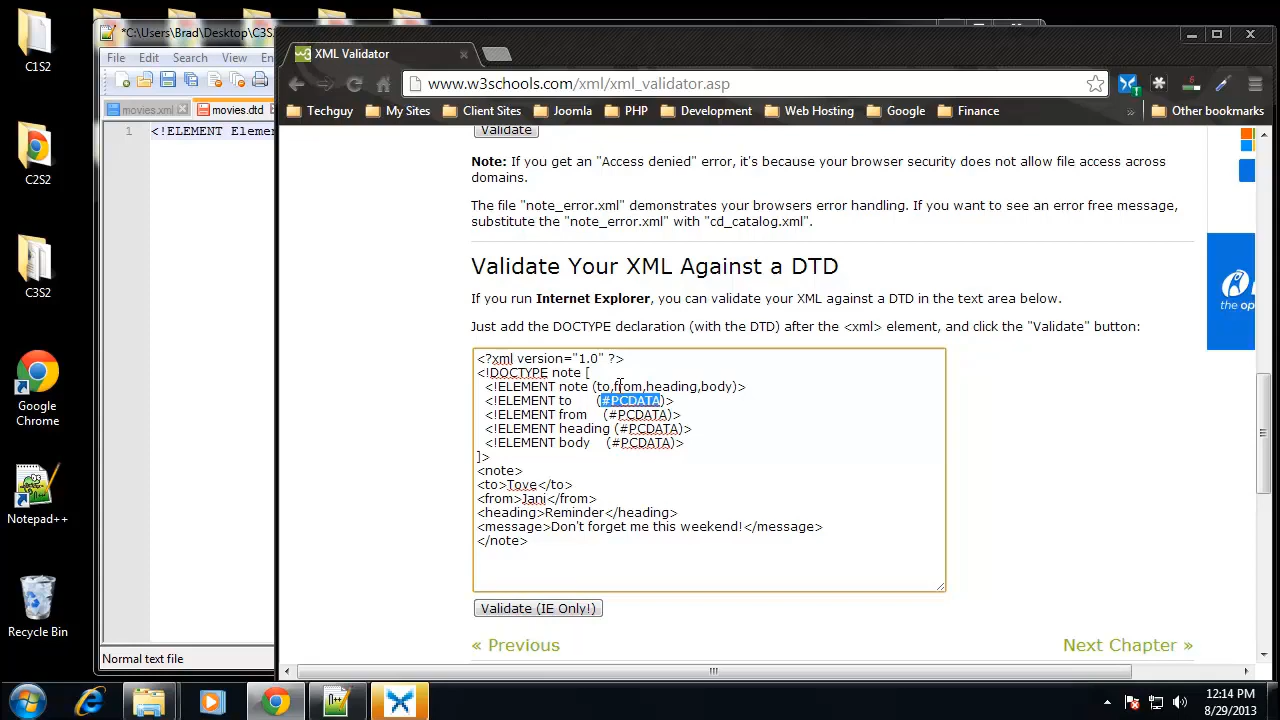 C1S2
C2S2
C3S2
Google
Chrome
Notepad++
Recycle Bin
*C:\Users\Brad\Desktop\C3S
File Edit Search View En
movies.xml movies.dtd
1 <!ELEMENT Elemen
Normal text file
XML Validator
www.w3schools.com/xml/xml_validator.asp
1 6
Techguy My Sites Client Sites Joomla PHP Development Web Hosting Google Finance » Other bookmarks
Validate
Note: If you get an "Access denied" error, it's because your browser security does not allow file access across
domains.
The file "note_error.xml" demonstrates your browsers error handling. If you want to see an error free message,
substitute the "note_error.xml" with "cd_catalog.xml".
Validate Your XML Against a DTD
If you run Internet Explorer, you can validate your XML against a DTD in the text area below.
Just add the DOCTYPE declaration (with the DTD) after the <xml> element, and click the "Validate" button:
<?xml version="1.0" ?>
<!DOCTYPE note [
<!ELEMENT note (to,from,heading,body)>
<!ELEMENT to (#PCDATA)>
<!ELEMENT from (#PCDATA)>
<!ELEMENT heading (#PCDATA)>
<!ELEMENT body (#PCDATA)>
]>
<note>
<to>Tove</to>
<from>Jani</from>
<heading>Reminder</heading>
<message>Don't forget me this weekend!</message>
</note>
Validate (IE Only!)
« Previous Next Chapter »
the op
12:14 PM
8/29/2013